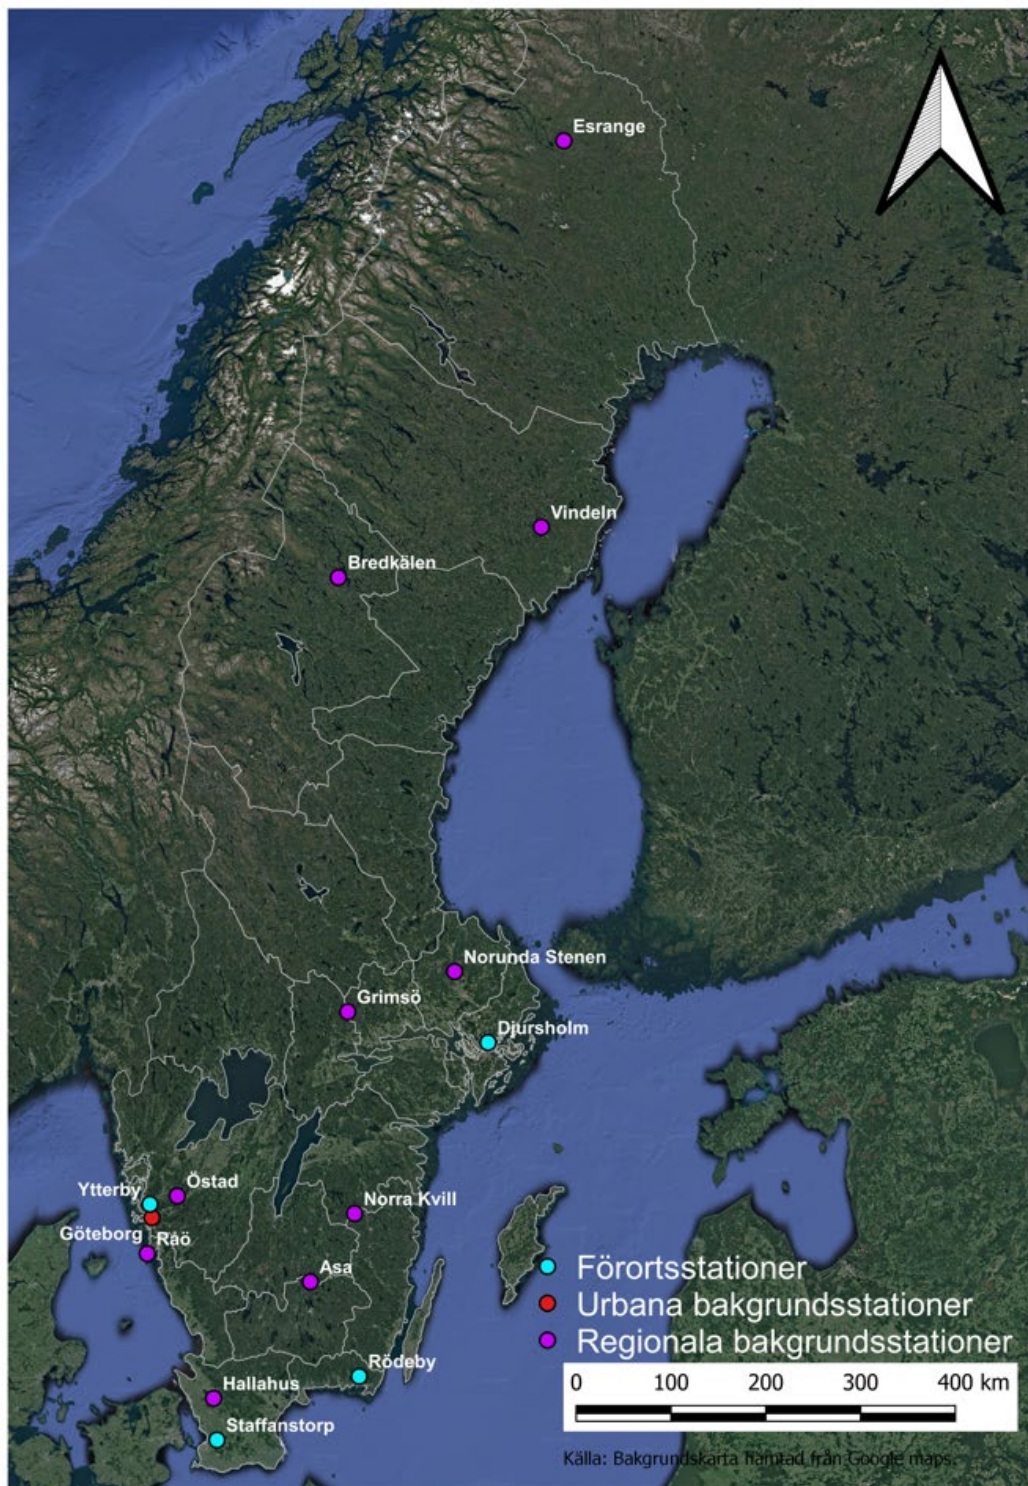 Esrange
Vindeln
Bredkälen
Norunda Stenen
Grimsö
Djursholm
Ytterby
Östad
Norra Kvill
Göteborg
Råö
Asa
Rödeby
Hallahus
Staffanstorp
Förortsstationer
Urbana bakgrundsstationer
Regionala bakgrundsstationer
0 100 200 300 400 km
Källa: Bakgrundskarta hämtad från Google maps.